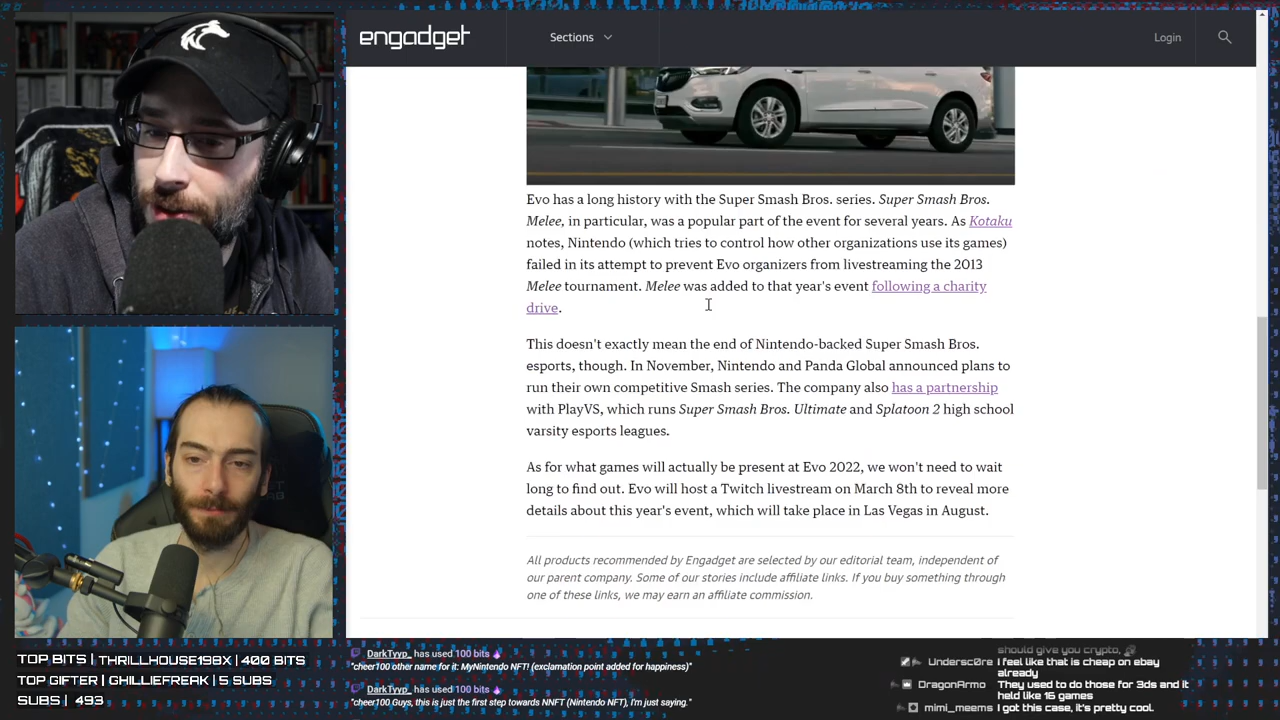 engadget
Sections
Login
Evo has a long history with the Super Smash Bros. series. Super Smash Bros.
Melee, in particular, was a popular part of the event for several years. As Kotaku
notes, Nintendo (which tries to control how other organizations use its games)
failed in its attempt to prevent Evo organizers from livestreaming the 2013
Melee tournament. Melee was added to that year's event following a charity
drive.
This doesn't exactly mean the end of Nintendo-backed Super Smash Bros.
esports, though. In November, Nintendo and Panda Global announced plans to
run their own competitive Smash series. The company also has a partnership
with PlayVS, which runs Super Smash Bros. Ultimate and Splatoon 2 high school
varsity esports leagues.
As for what games will actually be present at Evo 2022, we won't need to wait
long to find out. Evo will host a Twitch livestream on March 8th to reveal more
details about this year's event, which will take place in Las Vegas in August.
All products recommended by Engadget are selected by our editorial team, independent of
our parent company. Some of our stories include affiliate links. If you buy something through
one of these links, we may earn an affiliate commission.
TOP BITS | THRILLHOUSE198X | 400 BITS
TOP GIFTER | GHILLIEFREAK | 5 SUBS
SUBS | 493
DarkTyyp_ has used 100 bits
"cheer100 other name for it: MyNintendo NFT! (exclamation point added for happiness)"
DarkTyyp_ has used 100 bits
"cheer100 Guys, this is just the first step towards NNFT (Nintendo NFT), I'm just saying."
should give you crypto,
Undersc0re I feel like that is cheap on ebay
already
DragonArmo They used to do those for 3ds and it
held like 16 games
mimi_meems I got this case, it's pretty cool.